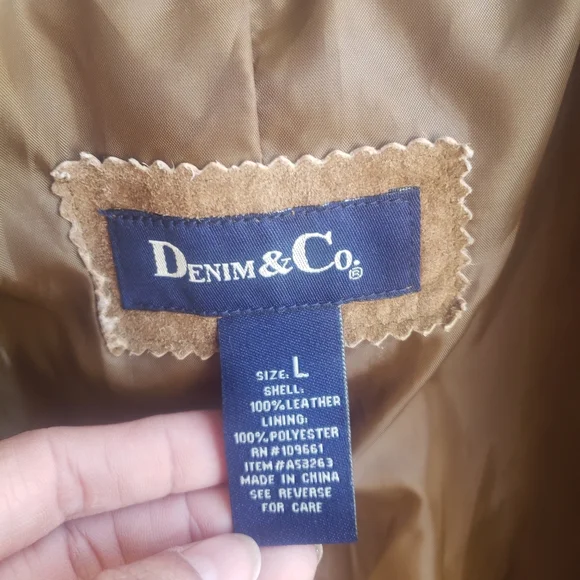 DENIM & CO.®
SIZE: L
SHELL:
100% LEATHER
LINING:
100% POLYESTER
RN # 109661
ITEM # A53263
MADE IN CHINA
SEE REVERSE
FOR CARE